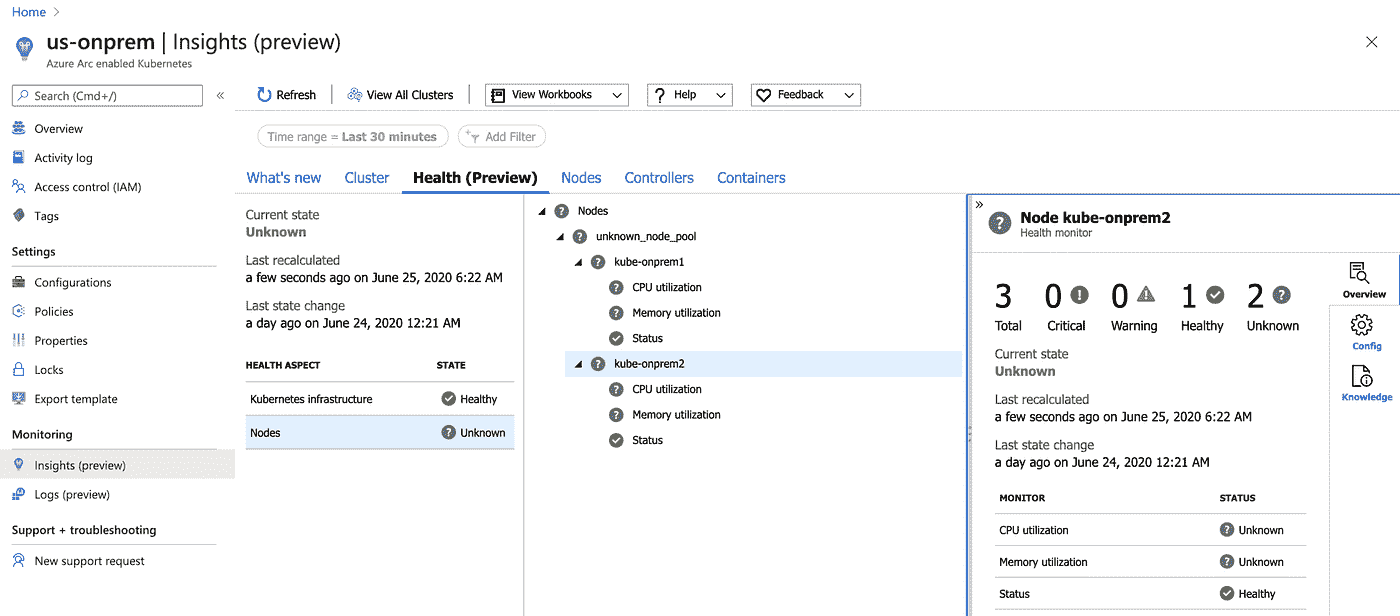 Home >
us-onprem | Insights (preview)
Azure Arc enabled Kubernetes
Search (Cmd+/)
«
Refresh
View All Clusters
View Workbooks
Help
Feedback
Time range = Last 30 minutes
Add Filter
Overview
Activity log
Access control (IAM)
Tags
Settings
Configurations
Policies
Properties
Locks
Export template
Monitoring
Insights (preview)
Logs (preview)
Support + troubleshooting
New support request
What's new
Cluster
Health (Preview)
Nodes
Controllers
Containers
Current state
Unknown
Last recalculated
a few seconds ago on June 25, 2020 6:22 AM
Last state change
a day ago on June 24, 2020 12:21 AM
HEALTH ASPECT STATE
Kubernetes infrastructure Healthy
Nodes Unknown
Nodes
unknown_node_pool
kube-onprem1
CPU utilization
Memory utilization
Status
kube-onprem2
CPU utilization
Memory utilization
Status
»
Node kube-onprem2
Health monitor
3 0 0 1 2
Total Critical Warning Healthy Unknown
Current state
Unknown
Last recalculated
a few seconds ago on June 25, 2020 6:22 AM
Last state change
a day ago on June 24, 2020 12:21 AM
MONITOR STATUS
CPU utilization Unknown
Memory utilization Unknown
Status Healthy
Overview
Config
Knowledge